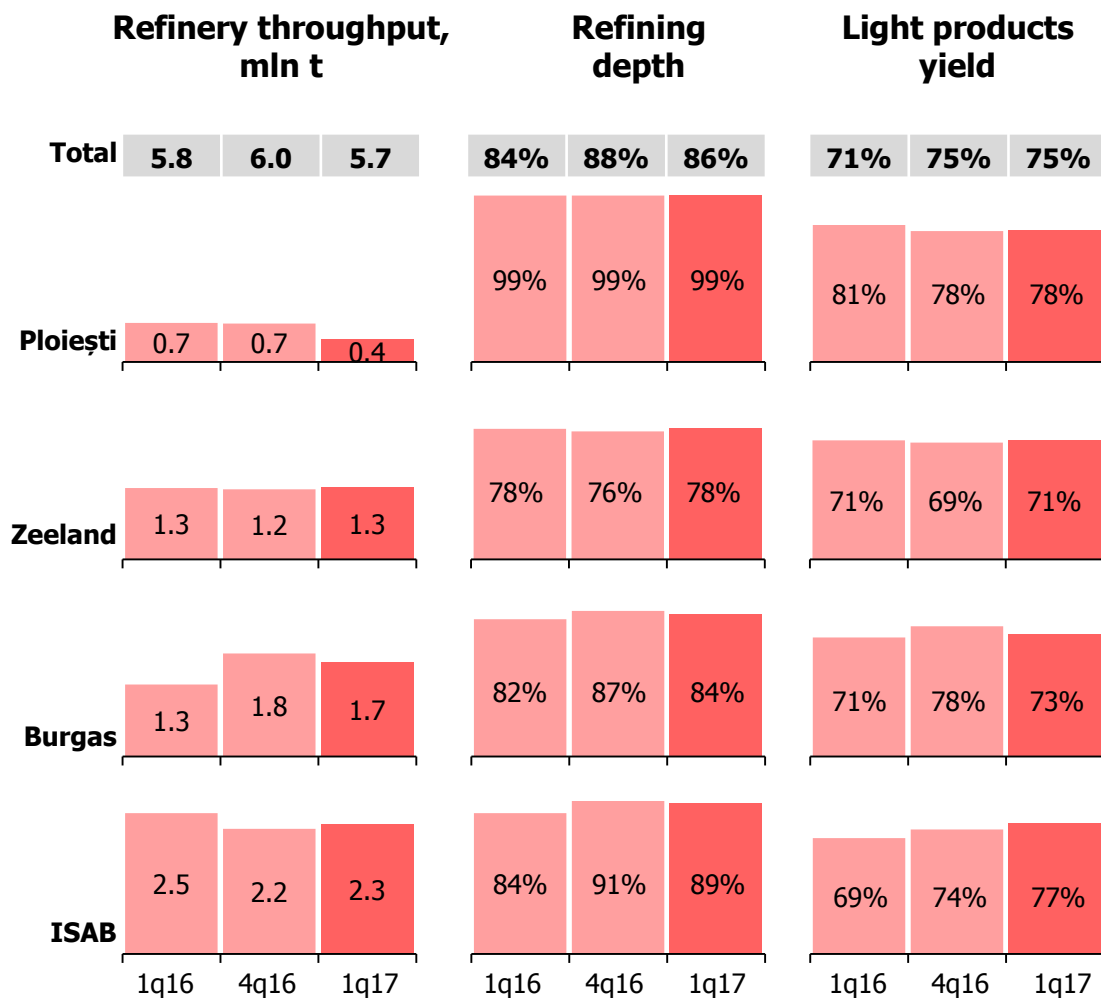 Refinery throughput,
mln t
Refining
depth
Light products
yield
Total 5.8 6.0 5.7 84% 88% 86% 71% 75% 75%
Ploiești 0.7 0.7 0.4 99% 99% 99% 81% 78% 78%
Zeeland 1.3 1.2 1.3 78% 76% 78% 71% 69% 71%
Burgas 1.3 1.8 1.7 82% 87% 84% 71% 78% 73%
ISAB 2.5 2.2 2.3 84% 91% 89% 69% 74% 77%
1q16 4q16 1q17 1q16 4q16 1q17 1q16 4q16 1q17